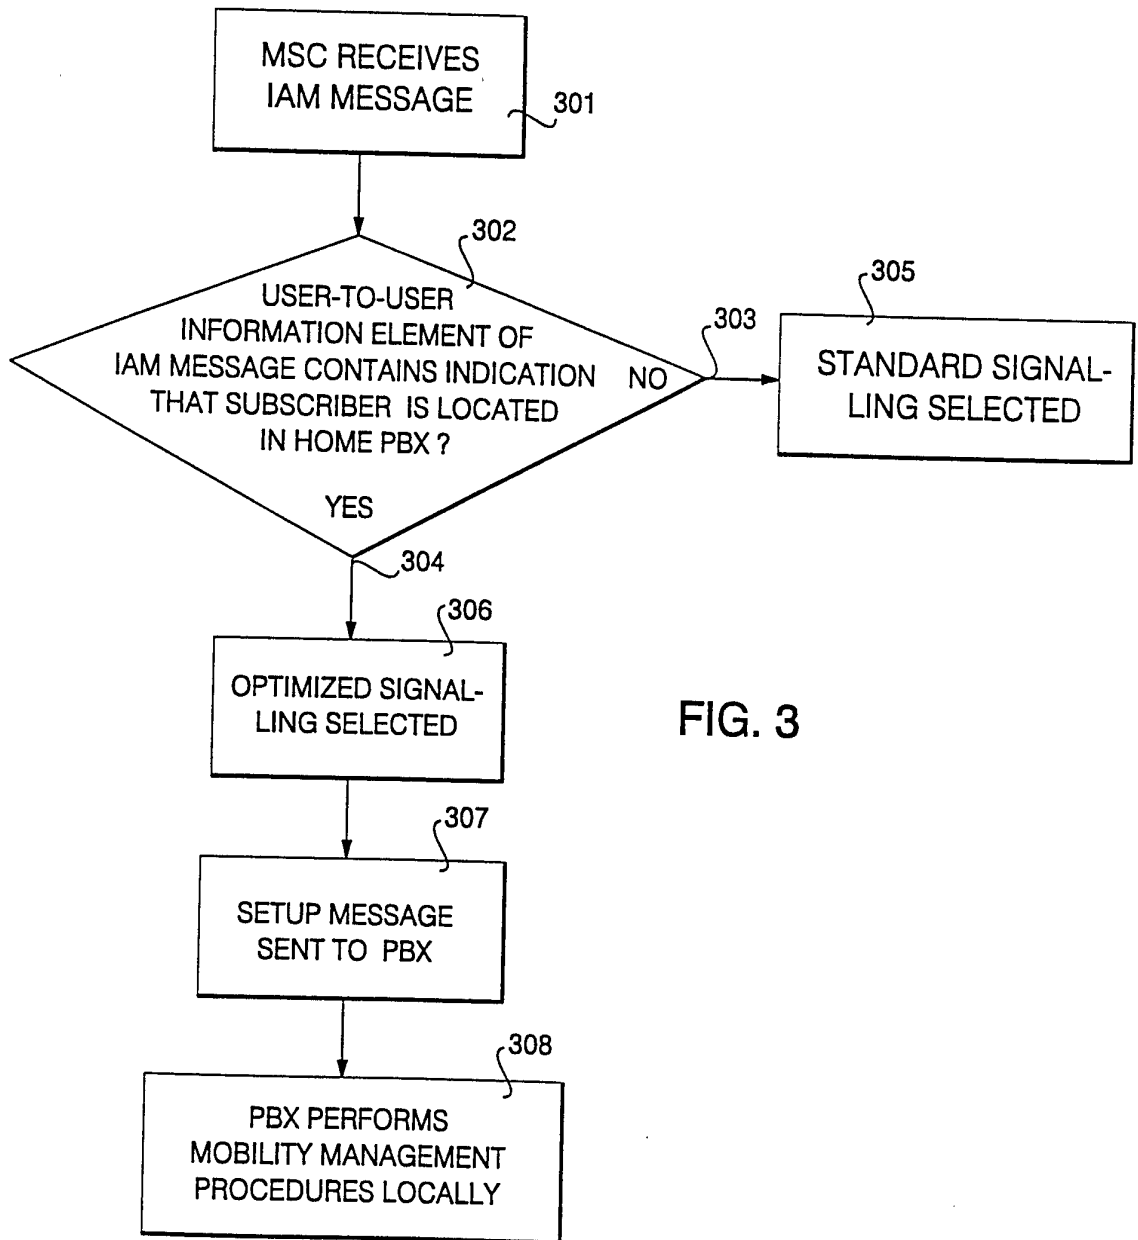 MSC RECEIVES
IAM MESSAGE
301
302
USER-TO-USER
INFORMATION ELEMENT OF
IAM MESSAGE CONTAINS INDICATION
THAT SUBSCRIBER IS LOCATED
IN HOME PBX ?
NO
YES
303
305
STANDARD SIGNAL-
LING SELECTED
304
306
OPTIMIZED SIGNAL-
LING SELECTED
FIG. 3
307
SETUP MESSAGE
SENT TO PBX
308
PBX PERFORMS
MOBILITY MANAGEMENT
PROCEDURES LOCALLY